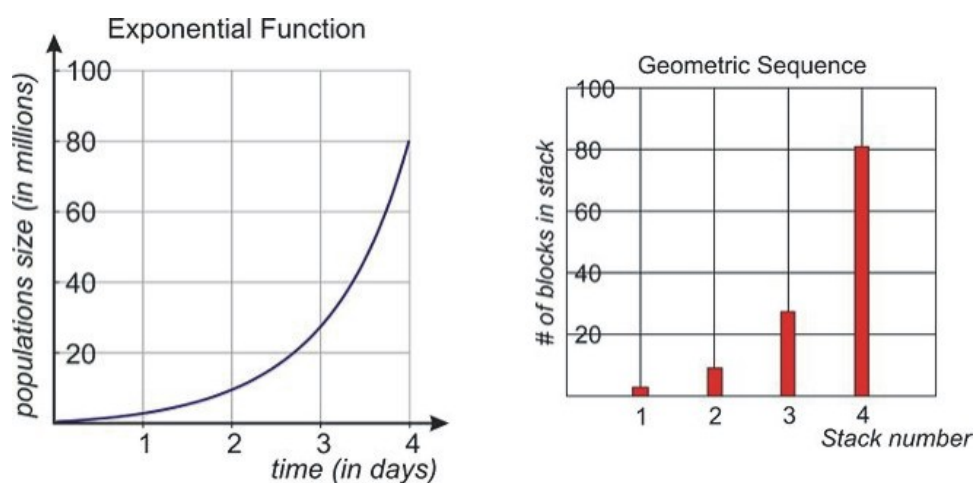 Exponential Function
populations size (in millions)
100
80
60
40
20
1 2 3 4
time (in days)
Geometric Sequence
# of blocks in stack
100
80
60
40
20
1 2 3 4
Stack number